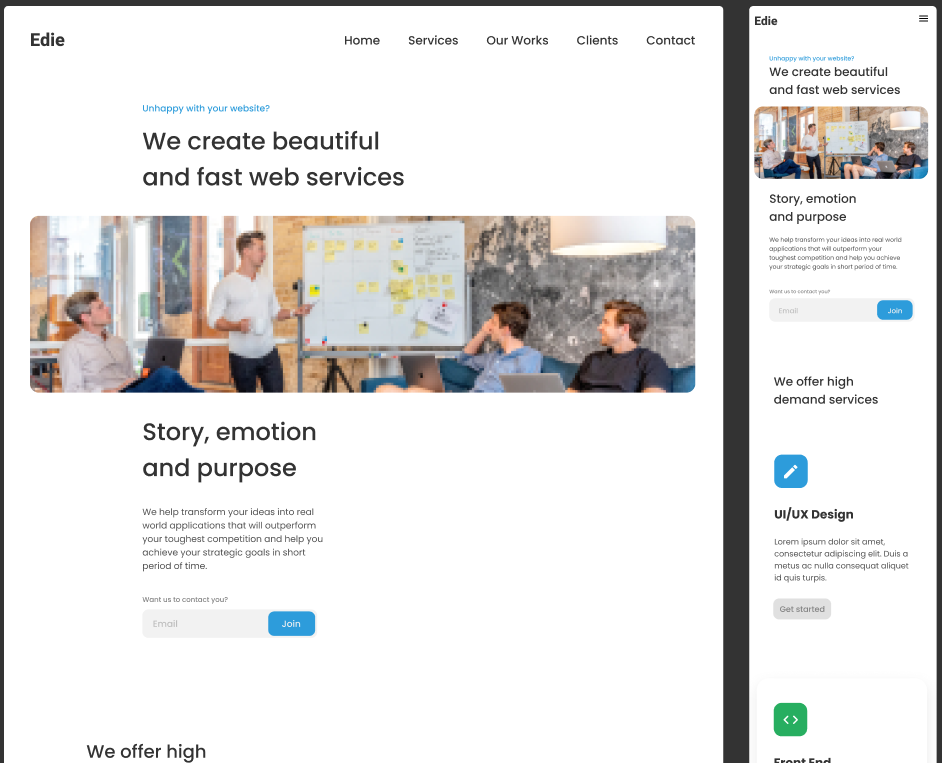 Edie
Home Services Our Works Clients Contact
Unhappy with your website?
We create beautiful
and fast web services
Story, emotion
and purpose
We help transform your ideas into real
world applications that will outperform
your toughest competition and help you
achieve your strategic goals in short
period of time.
Want us to contact you?
Email Join
We offer high
Edie
Unhappy with your website?
We create beautiful
and fast web services
Story, emotion
and purpose
We help transform your ideas into real world
applications that will outperform your
toughest competition and help you achieve
your strategic goals in short period of time.
Want us to contact you?
Email Join
We offer high
demand services
UI/UX Design
Lorem ipsum dolor sit amet,
consectetur adipiscing elit. Duis a
metus ac nulla consequat aliquet
id quis turpis.
Get started
Front End